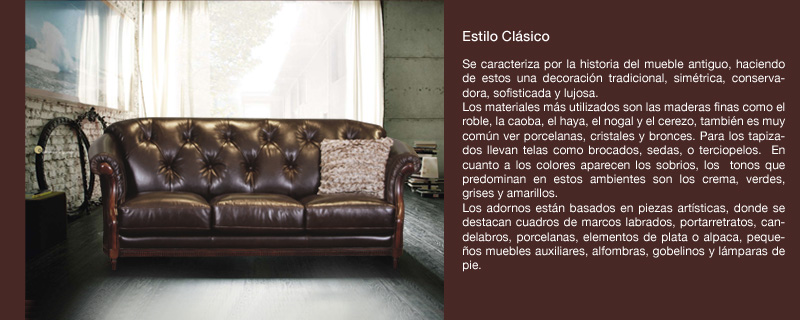 Estilo Clásico
Se caracteriza por la historia del mueble antiguo, haciendo
de estos una decoración tradicional, simétrica, conserva-
dora, sofisticada y lujosa.
Los materiales más utilizados son las maderas finas como el
roble, la caoba, el haya, el nogal y el cerezo, también es muy
común ver porcelanas, cristales y bronces. Para los tapiza-
dos llevan telas como brocados, sedas, o terciopelos. En
cuanto a los colores aparecen los sobrios, los tonos que
predominan en estos ambientes son los crema, verdes,
grises y amarillos.
Los adornos están basados en piezas artísticas, donde se
destacan cuadros de marcos labrados, portarretratos, can-
delabros, porcelanas, elementos de plata o alpaca, peque-
ños muebles auxiliares, alfombras, gobelinos y lámparas de
pie.